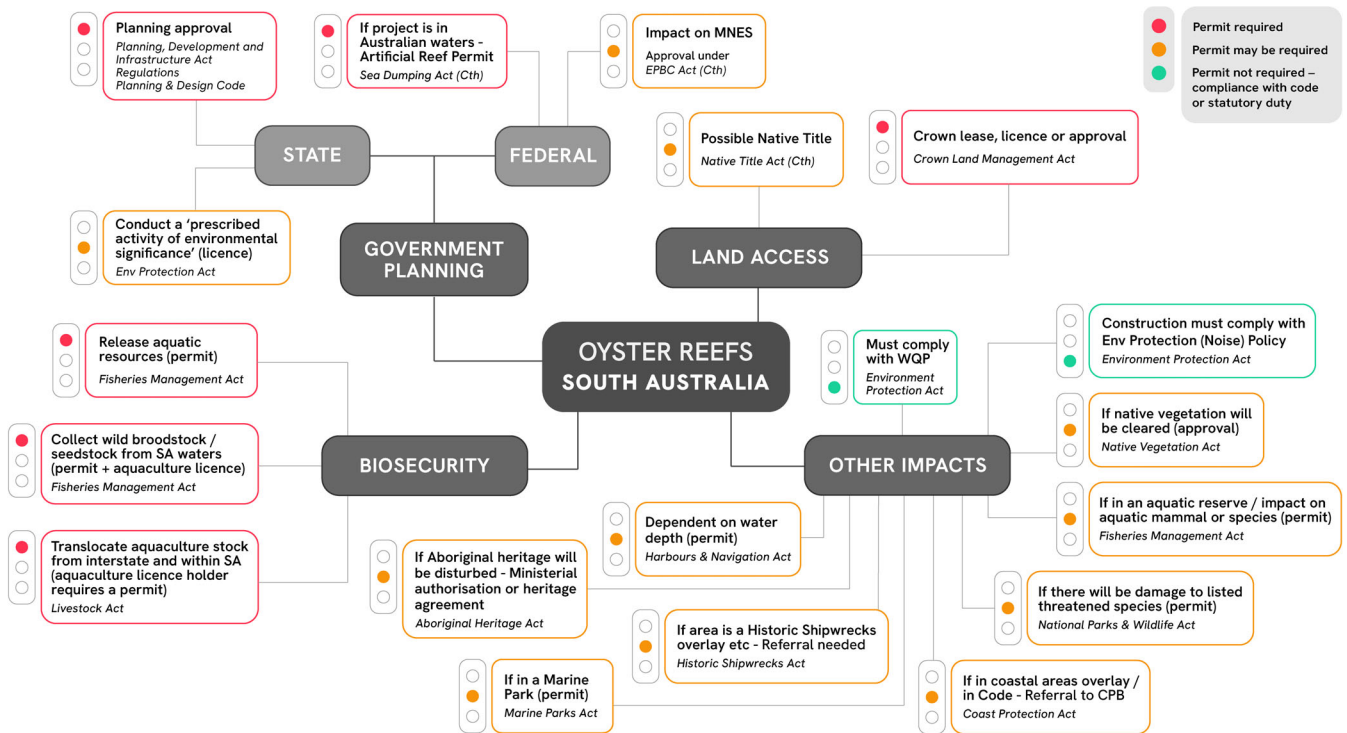 Planning approval
Planning, Development and
Infrastructure Act
Regulations
Planning & Design Code
If project is in
Australian waters -
Artificial Reef Permit
Sea Dumping Act (Cth)
Impact on MNES
Approval under
EPBC Act (Cth)
Permit required
Permit may be required
Permit not required –
compliance with code
or statutory duty
STATE
FEDERAL
Possible Native Title
Native Title Act (Cth)
Crown lease, licence or approval
Crown Land Management Act
Conduct a ‘prescribed
activity of environmental
significance’ (licence)
Env Protection Act
GOVERNMENT
PLANNING
LAND ACCESS
OYSTER REEFS
SOUTH AUSTRALIA
Release aquatic
resources (permit)
Fisheries Management Act
Collect wild broodstock /
seedstock from SA waters
(permit + aquaculture licence)
Fisheries Management Act
Translocate aquaculture stock
from interstate and within SA
(aquaculture licence holder
requires a permit)
Livestock Act
BIOSECURITY
Must comply
with WQP
Environment
Protection Act
Construction must comply with
Env Protection (Noise) Policy
Environment Protection Act
OTHER IMPACTS
If native vegetation will
be cleared (approval)
Native Vegetation Act
If in an aquatic reserve / impact on
aquatic mammal or species (permit)
Fisheries Management Act
Dependent on water
depth (permit)
Harbours & Navigation Act
If Aboriginal heritage will
be disturbed - Ministerial
authorisation or heritage
agreement
Aboriginal Heritage Act
If area is a Historic Shipwrecks
overlay etc - Referral needed
Historic Shipwrecks Act
If there will be damage to listed
threatened species (permit)
National Parks & Wildlife Act
If in a Marine
Park (permit)
Marine Parks Act
If in coastal areas overlay /
in Code - Referral to CPB
Coast Protection Act